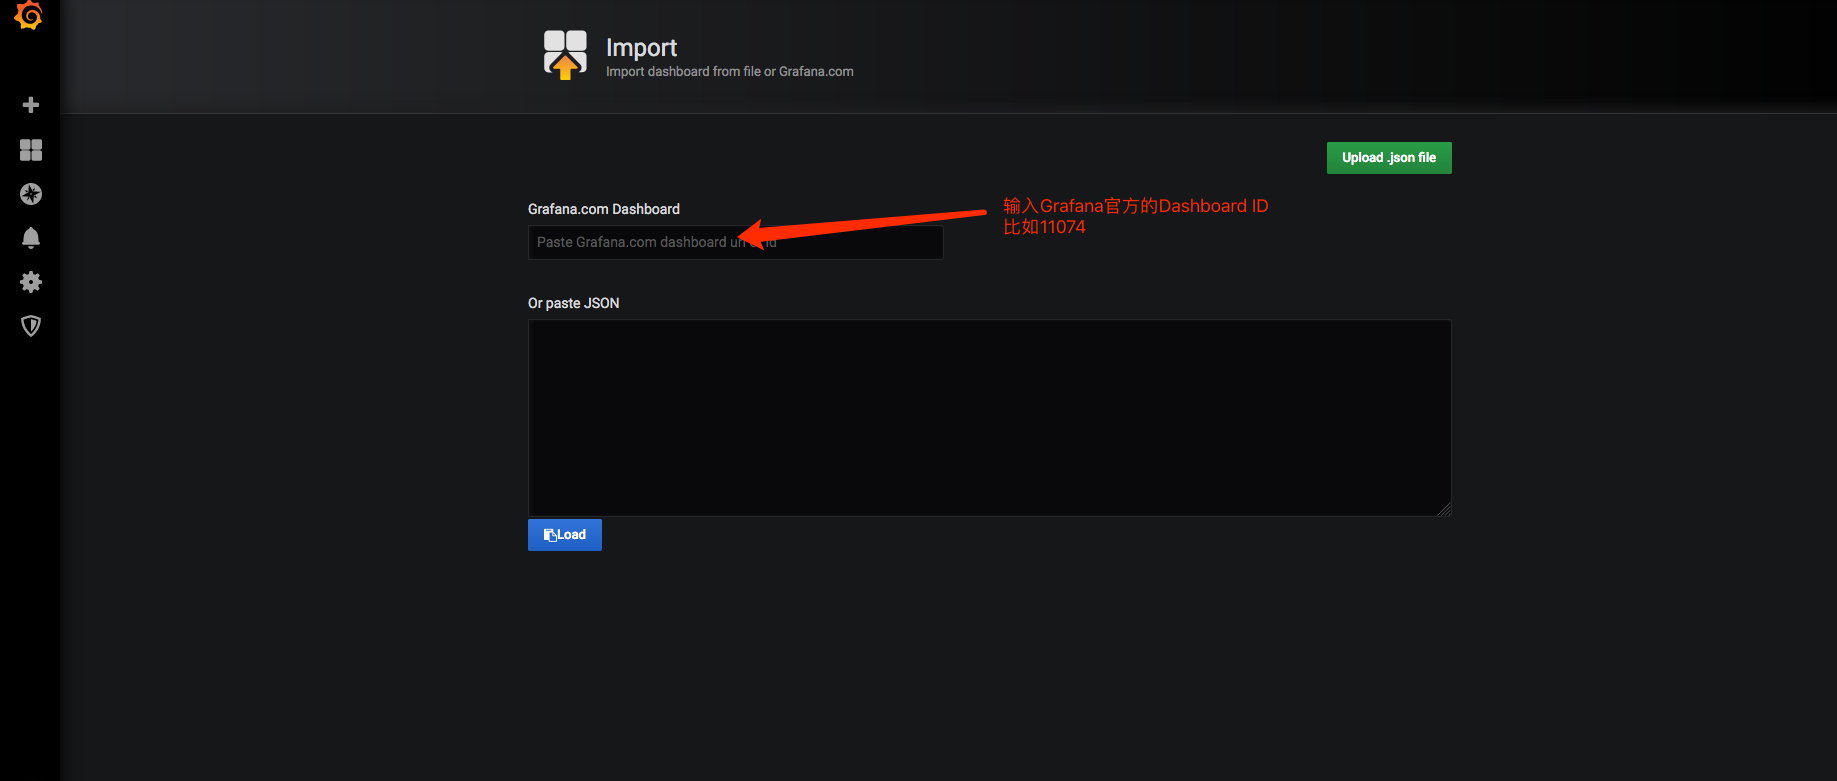 Import
Import dashboard from file or Grafana.com
Upload .json file
Grafana.com Dashboard
输入Grafana官方的Dashboard ID
比如11074
Paste Grafana.com dashboard id
Or paste JSON
Load